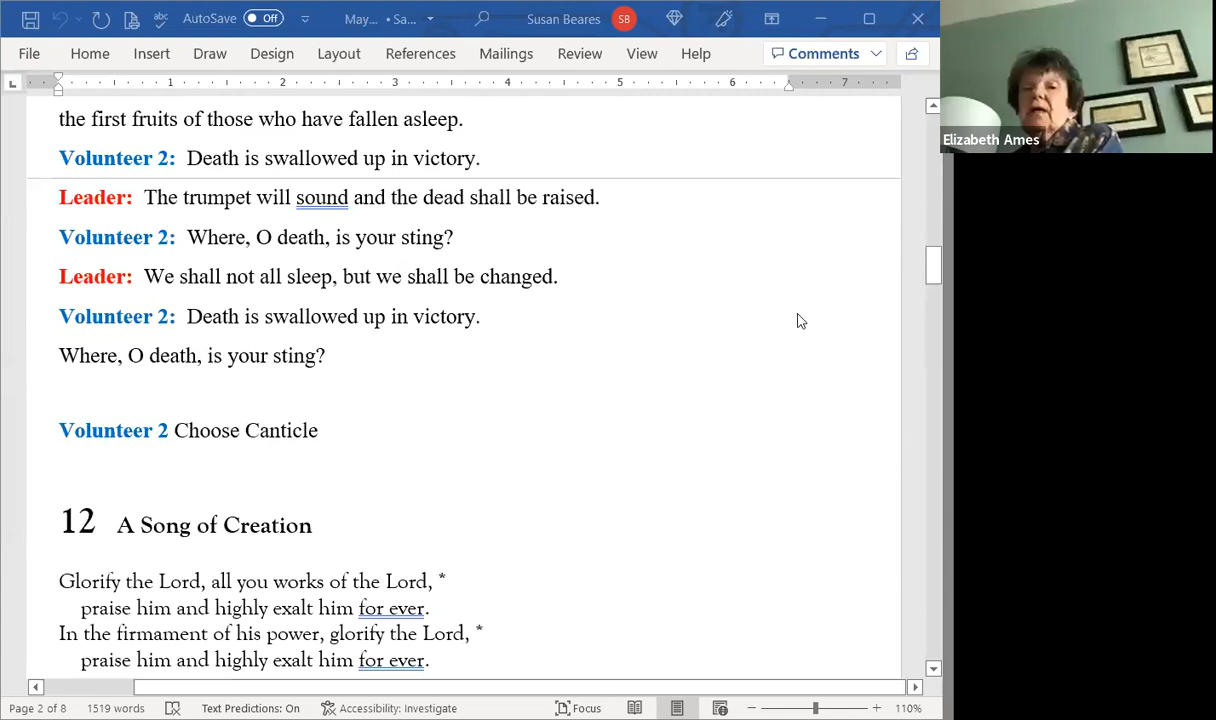 AutoSave Off May... • Sa... Susan Beares SB
File Home Insert Draw Design Layout References Mailings Review View Help Comments
1 2 3 4 5 6 7
the first fruits of those who have fallen asleep.
Volunteer 2: Death is swallowed up in victory.
Leader: The trumpet will sound and the dead shall be raised.
Volunteer 2: Where, O death, is your sting?
Leader: We shall not all sleep, but we shall be changed.
Volunteer 2: Death is swallowed up in victory.
Where, O death, is your sting?
Volunteer 2 Choose Canticle
12 A Song of Creation
Glorify the Lord, all you works of the Lord, *
praise him and highly exalt him for ever.
In the firmament of his power, glorify the Lord, *
praise him and highly exalt him for ever.
Page 2 of 8 1519 words Text Predictions: On Accessibility: Investigate Focus 110%
Elizabeth Ames